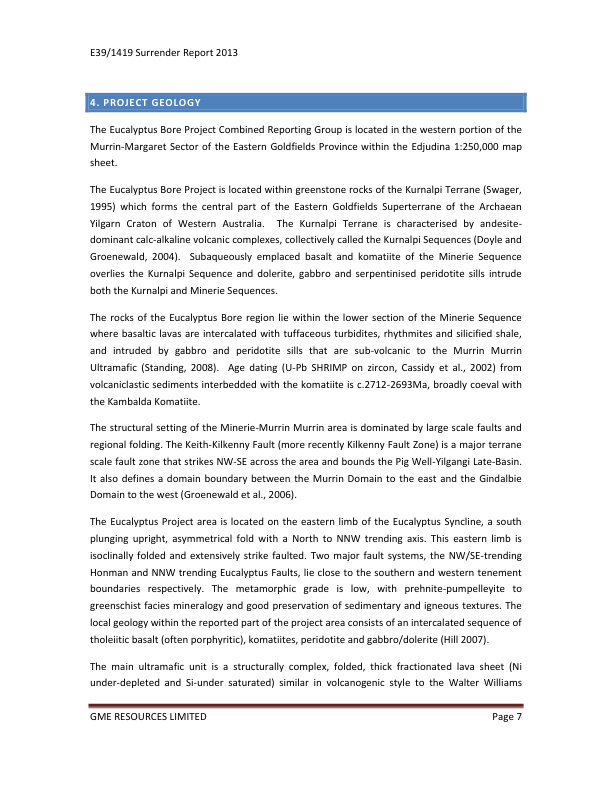 E39/1419 Surrender Report 2013
4. PROJECT GEOLOGY
The Eucalyptus Bore Project Combined Reporting Group is located in the western portion of the
Murrin-Margaret Sector of the Eastern Goldfields Province within the Edjudina 1:250,000 map
sheet.
The Eucalyptus Bore Project is located within greenstone rocks of the Kurnalpi Terrane (Swager,
1995) which forms the central part of the Eastern Goldfields Superterrane of the Archaean
Yilgarn Craton of Western Australia. The Kurnalpi Terrane is characterised by andesite-
dominant calc-alkaline volcanic complexes, collectively called the Kurnalpi Sequences (Doyle and
Groenewald, 2004). Subaqueously emplaced basalt and komatiite of the Minerie Sequence
overlies the Kurnalpi Sequence and dolerite, gabbro and serpentinised peridotite sills intrude
both the Kurnalpi and Minerie Sequences.
The rocks of the Eucalyptus Bore region lie within the lower section of the Minerie Sequence
where basaltic lavas are intercalated with tuffaceous turbidites, rhythmites and silicified shale,
and intruded by gabbro and peridotite sills that are sub-volcanic to the Murrin Murrin
Ultramafic (Standing, 2008). Age dating (U-Pb SHRIMP on zircon, Cassidy et al., 2002) from
volcaniclastic sediments interbedded with the komatiite is c.2712-2693Ma, broadly coeval with
the Kambalda Komatiite.
The structural setting of the Minerie-Murrin Murrin area is dominated by large scale faults and
regional folding. The Keith-Kilkenny Fault (more recently Kilkenny Fault Zone) is a major terrane
scale fault zone that strikes NW-SE across the area and bounds the Pig Well-Yilgangi Late-Basin.
It also defines a domain boundary between the Murrin Domain to the east and the Gindalbie
Domain to the west (Groenewald et al., 2006).
The Eucalyptus Project area is located on the eastern limb of the Eucalyptus Syncline, a south
plunging upright, asymmetrical fold with a North to NNW trending axis. This eastern limb is
isoclinally folded and extensively strike faulted. Two major fault systems, the NW/SE-trending
Honman and NNW trending Eucalyptus Faults, lie close to the southern and western tenement
boundaries respectively. The metamorphic grade is low, with prehnite-pumpelleyite to
greenschist facies mineralogy and good preservation of sedimentary and igneous textures. The
local geology within the reported part of the project area consists of an intercalated sequence of
tholeiitic basalt (often porphyritic), komatiites, peridotite and gabbro/dolerite (Hill 2007).
The main ultramafic unit is a structurally complex, folded, thick fractionated lava sheet (Ni
under-depleted and Si-under saturated) similar in volcanogenic style to the Walter Williams
GME RESOURCES LIMITED
Page 7